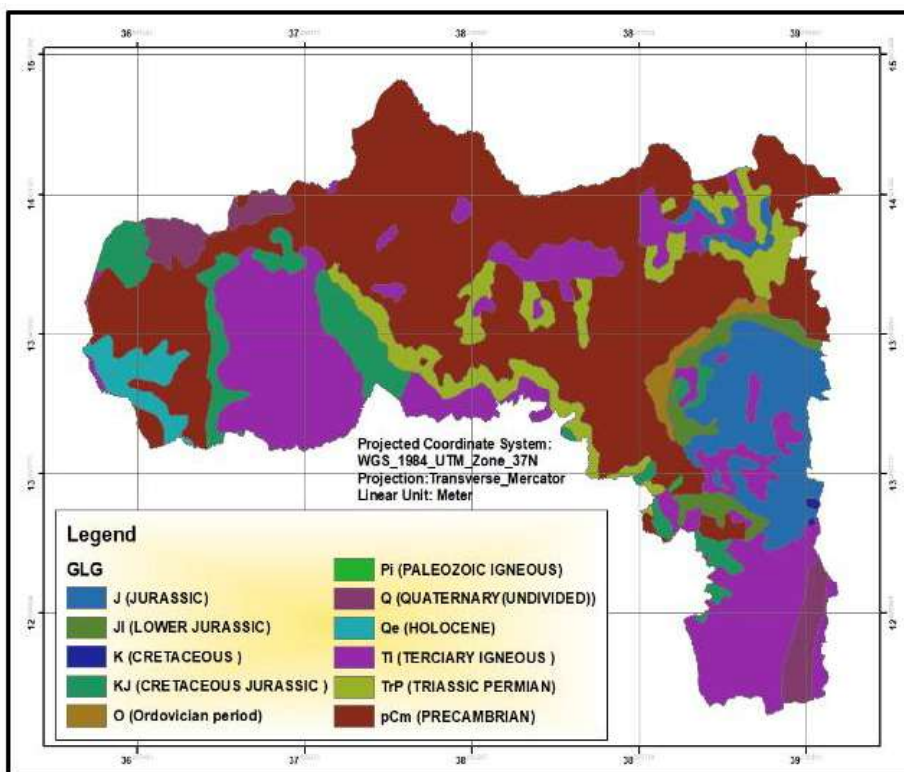 36 37 38 38 39
15
15
14
14
13
13
13
13
12
12
Projected Coordinate System:
WGS_1984_UTM_Zone_37N
Projection:Transverse_Mercator
Linear Unit: Meter
Legend
GLG
J (JURASSIC)
Jl (LOWER JURASSIC)
K (CRETACEOUS )
KJ (CRETACEOUS JURASSIC )
O (Ordovician period)
Pi (PALEOZOIC IGNEOUS)
Q (QUATERNARY(UNDIVIDED))
Qe (HOLOCENE)
Ti (TERCIARY IGNEOUS )
TrP (TRIASSIC PERMIAN)
pCm (PRECAMBRIAN)
36 37 38 38 39